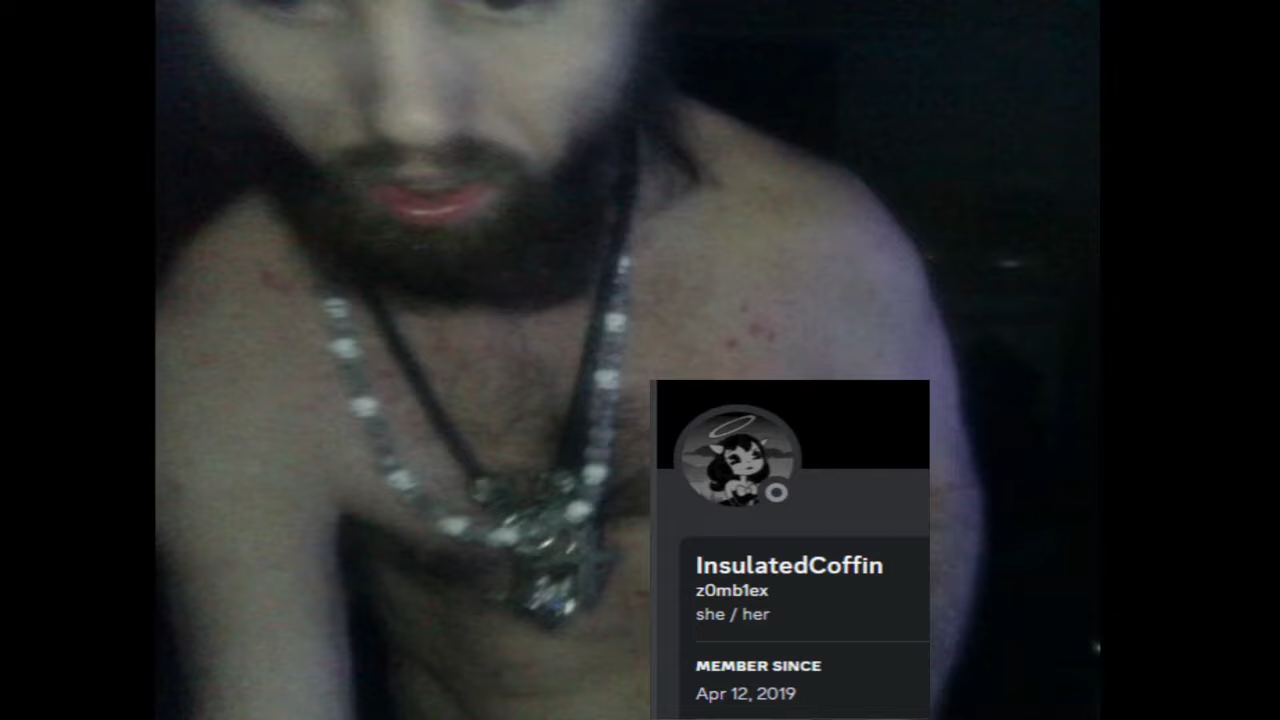 InsulatedCoffin
z0mb1ex
she / her
MEMBER SINCE
Apr 12, 2019